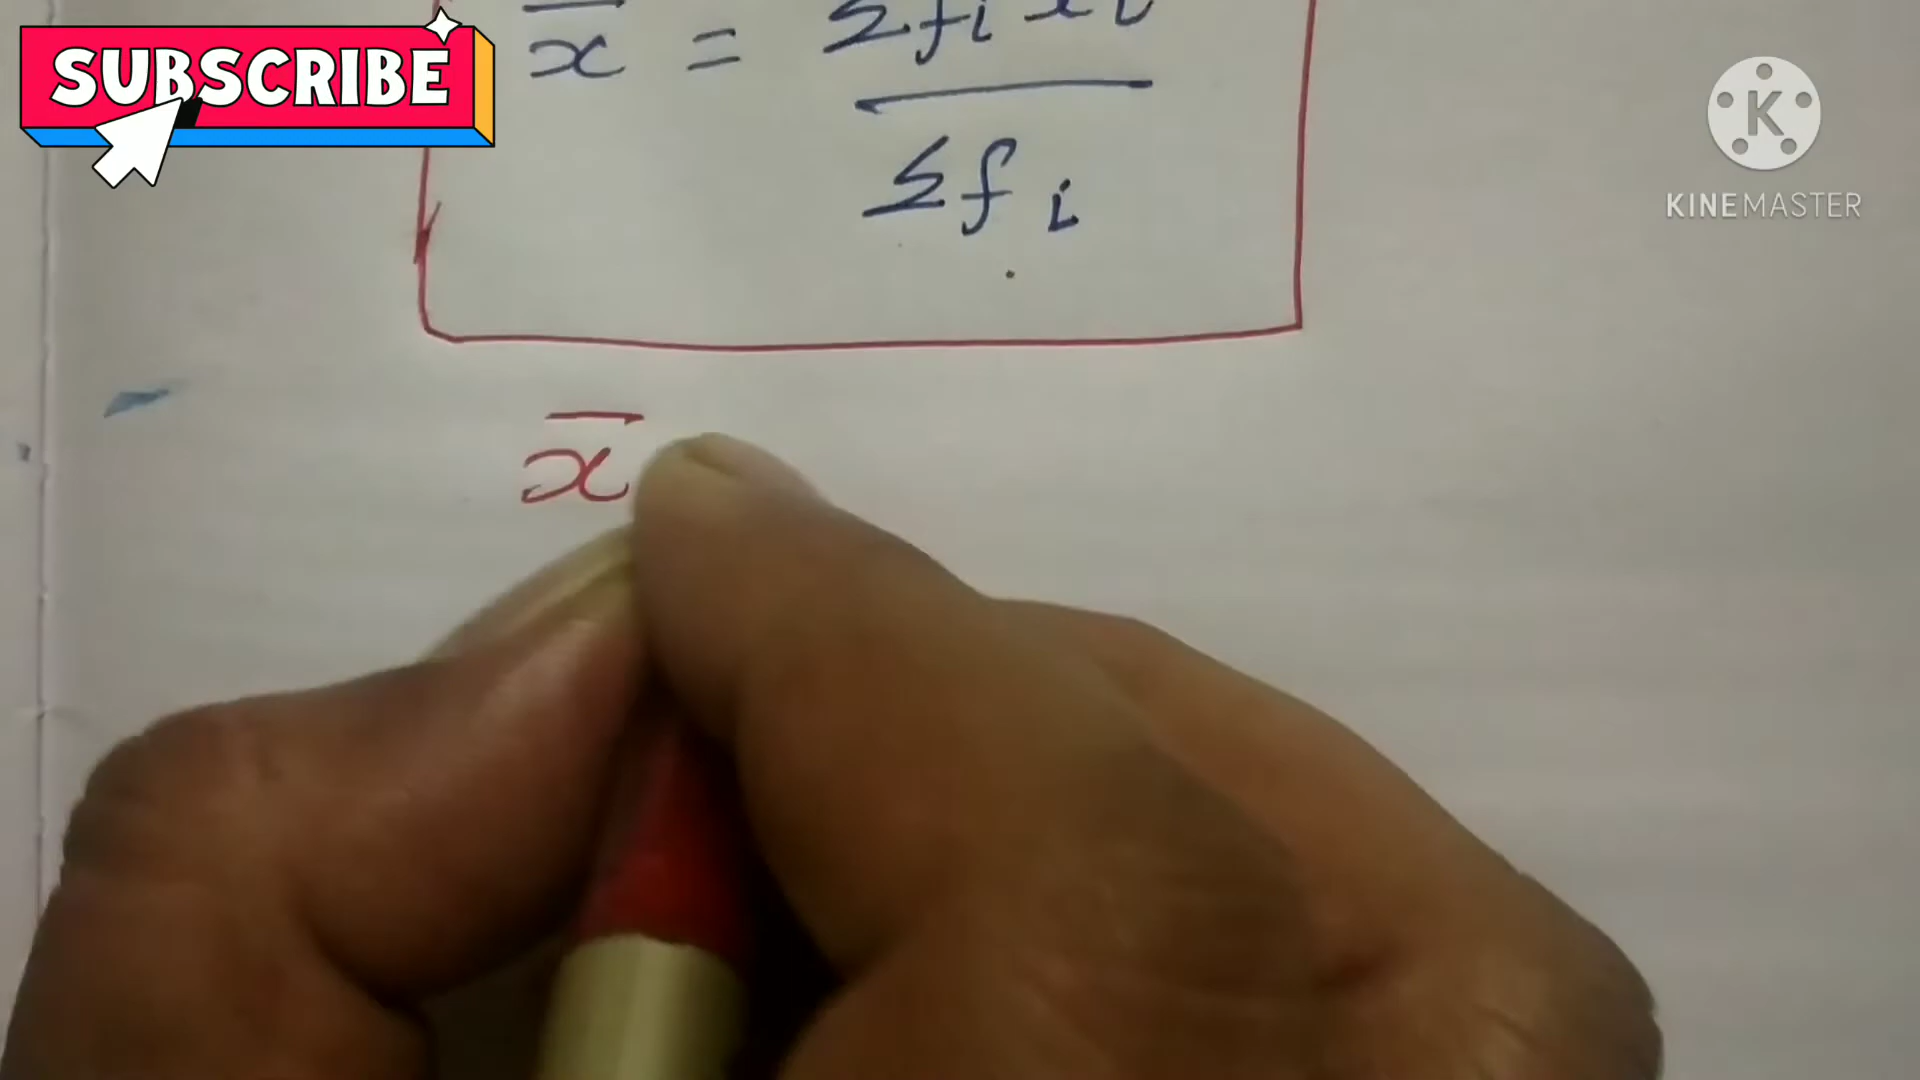 SUBSCRIBE
x̄ = Σfixi
Σfi
K
KINEMASTER
x̄